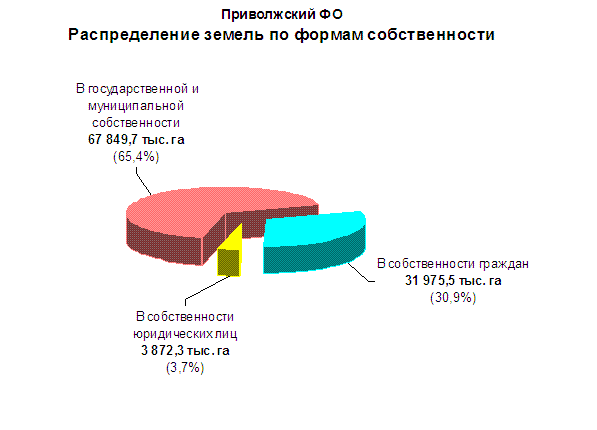 Приволжский ФО
Распределение земель по формам собственности
В государственной и
муниципальной
собственности
67 849,7 тыс. га
(65,4%)
В собственности граждан
31 975,5 тыс. га
(30,9%)
В собственности
юридических лиц
3 872,3 тыс. га
(3,7%)